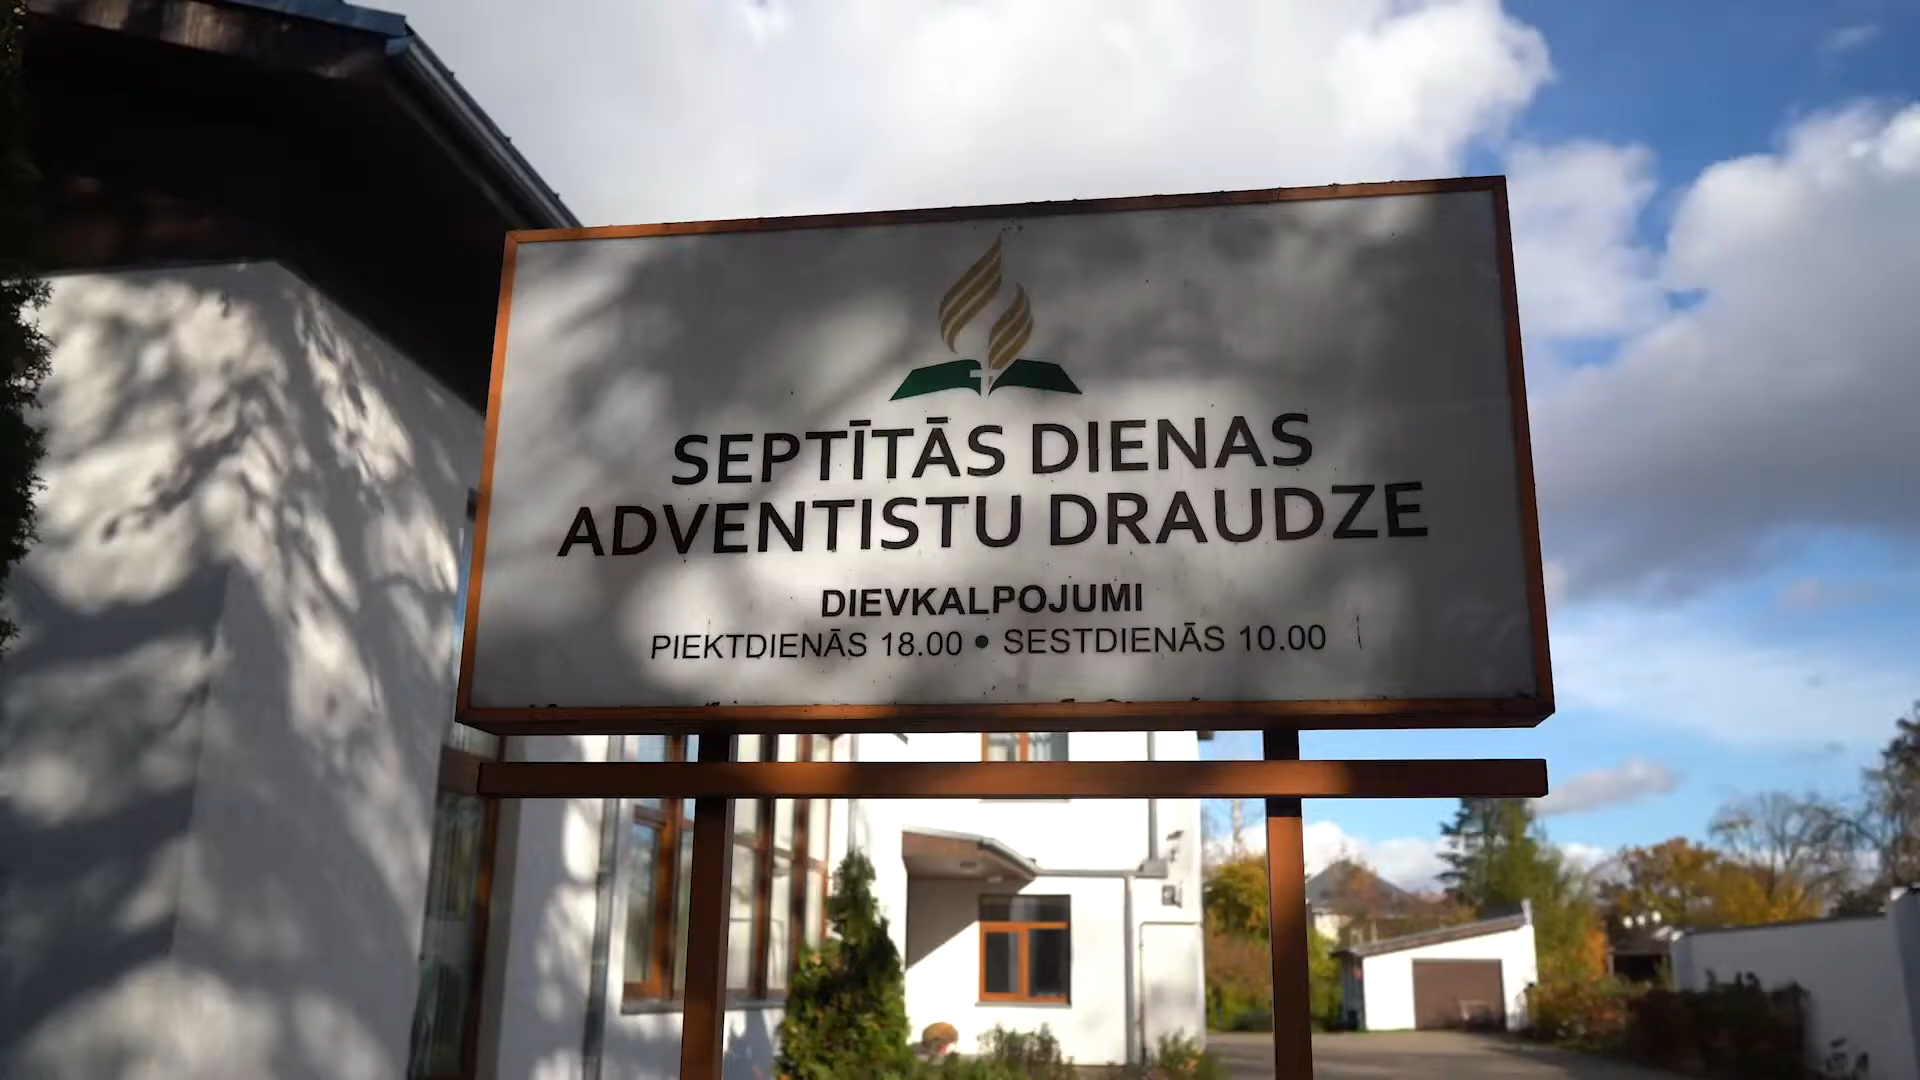 SEPTĪTĀS DIENAS
ADVENTISTU DRAUDZE
DIEVKALPOJUMI
PIEKTDIENĀS 18.00 • SESTDIENĀS 10.00